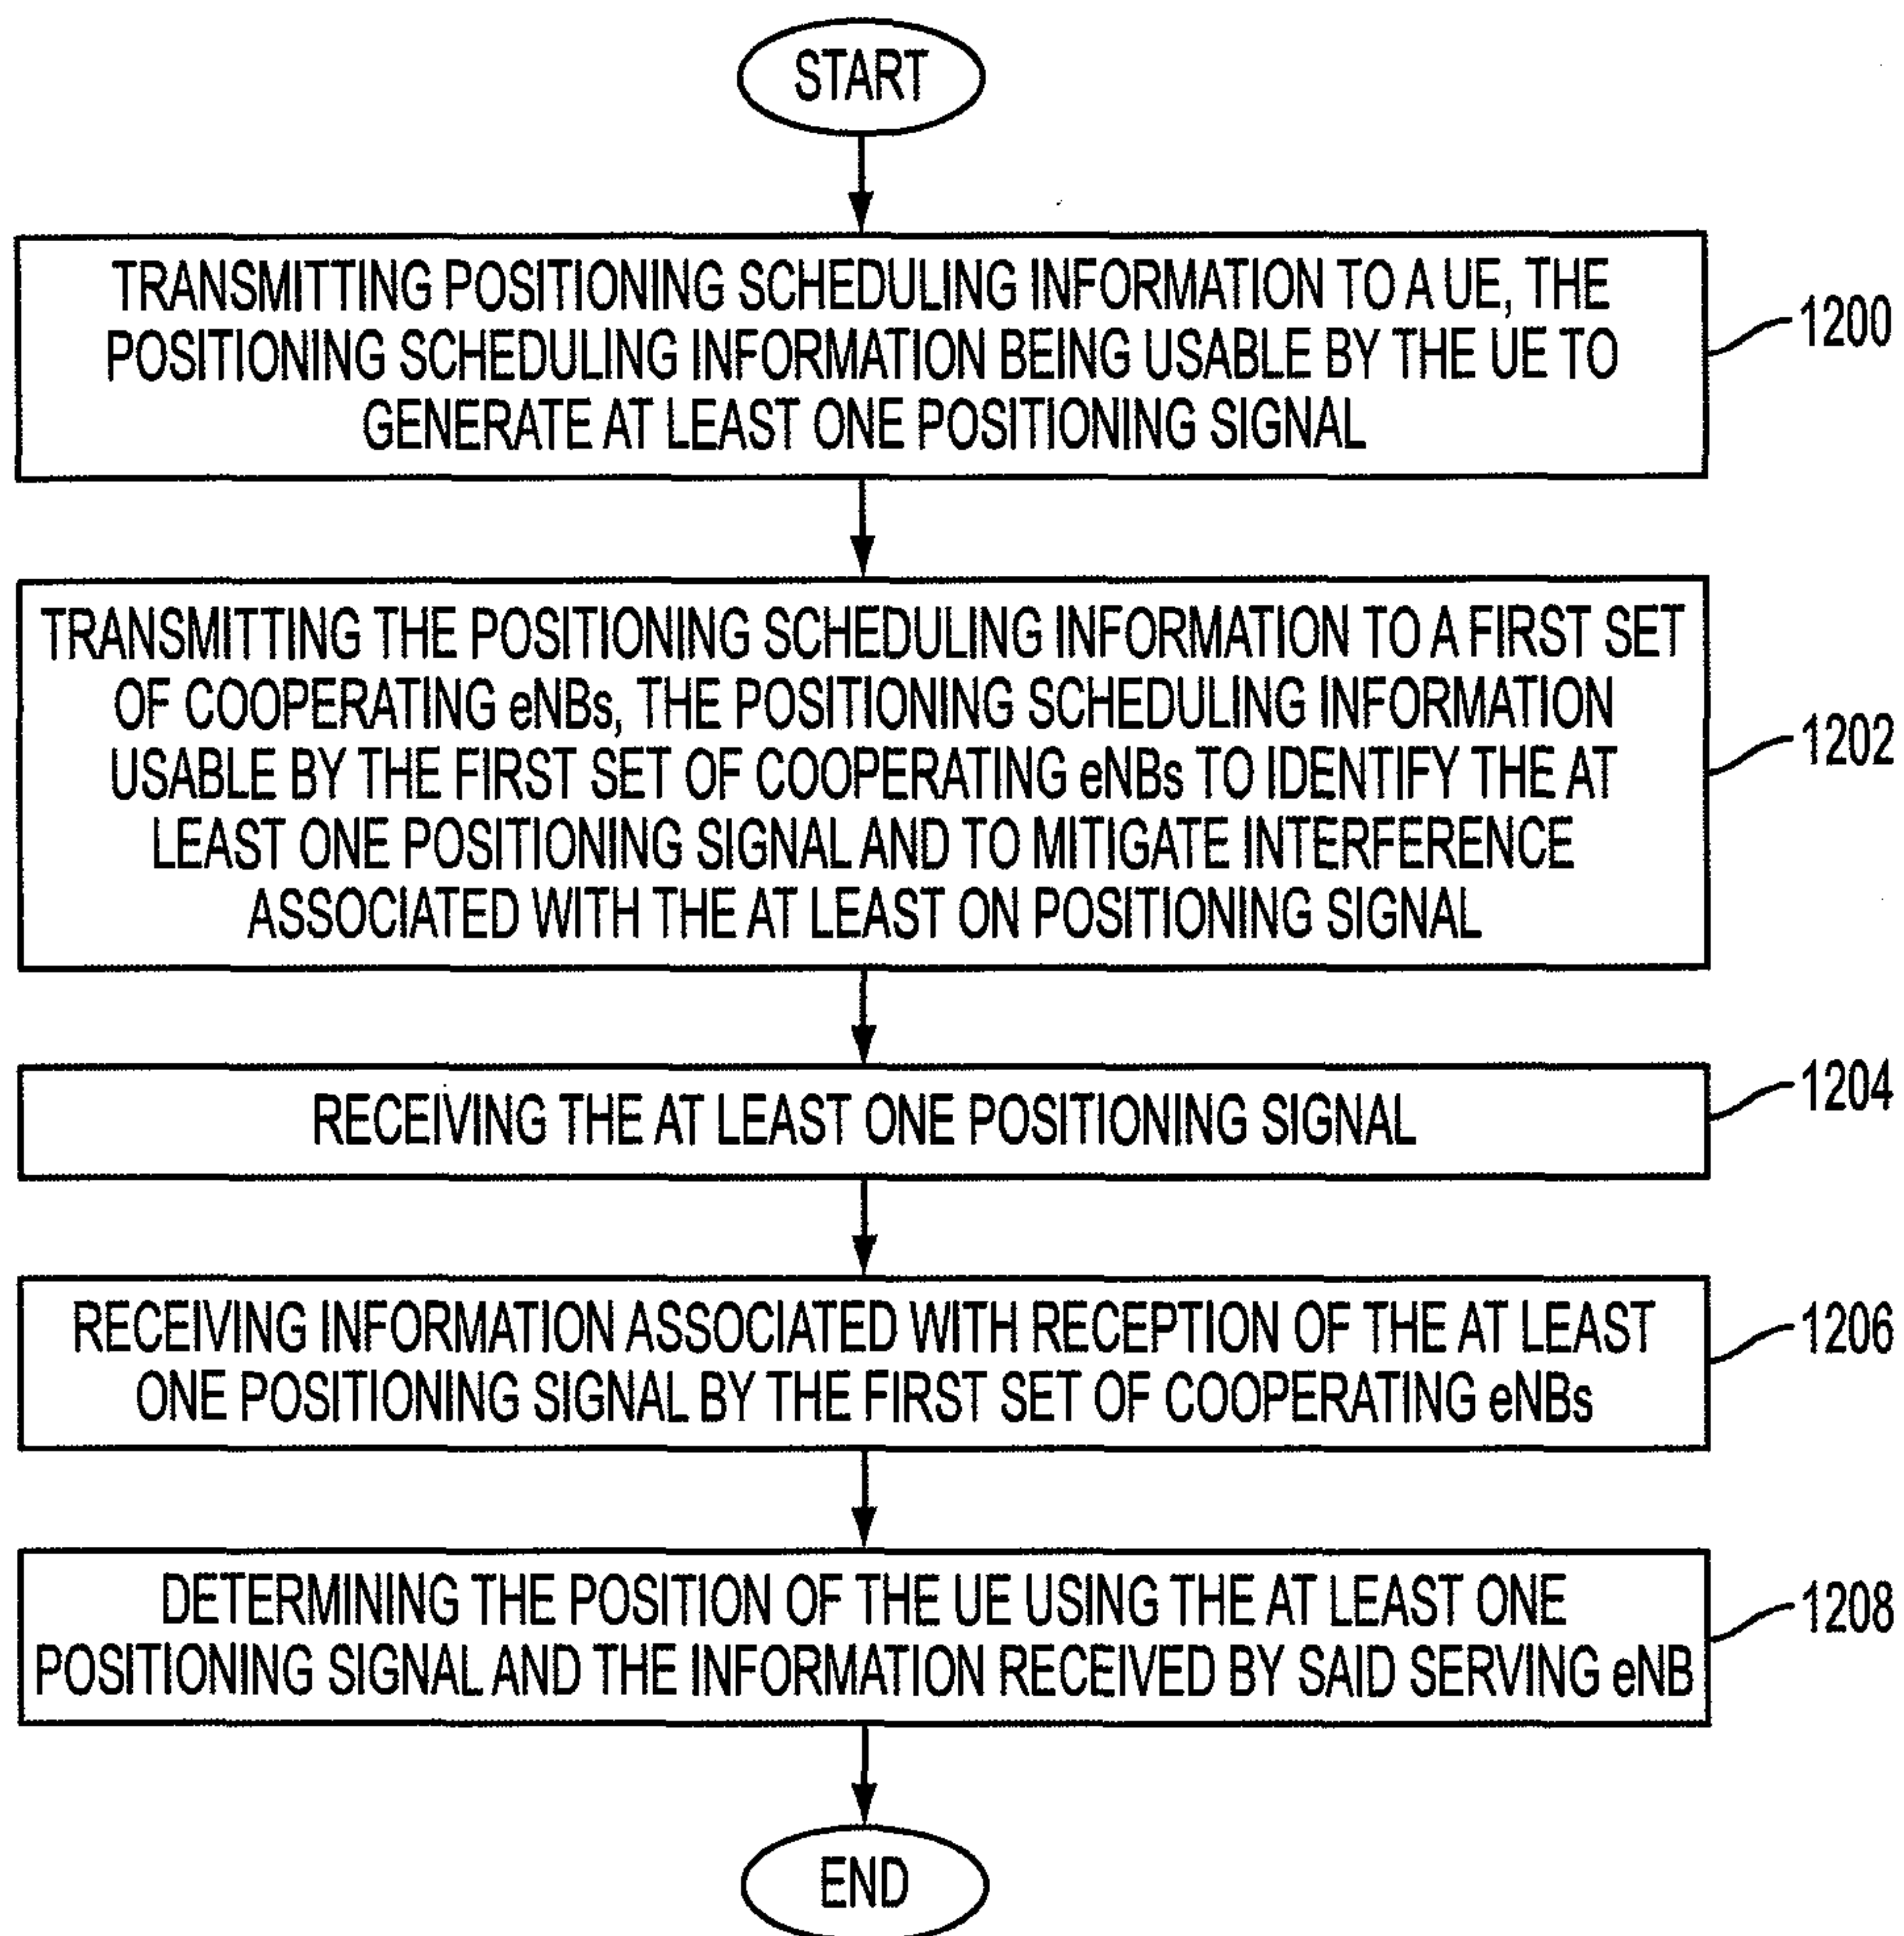 START
TRANSMITTING POSITIONING SCHEDULING INFORMATION TO A UE, THE
POSITIONING SCHEDULING INFORMATION BEING USABLE BY THE UE TO
GENERATE AT LEAST ONE POSITIONING SIGNAL
1200
TRANSMITTING THE POSITIONING SCHEDULING INFORMATION TO A FIRST SET
OF COOPERATING eNBs, THE POSITIONING SCHEDULING INFORMATION
USABLE BY THE FIRST SET OF COOPERATING eNBs TO IDENTIFY THE AT
LEAST ONE POSITIONING SIGNAL AND TO MITIGATE INTERFERENCE
ASSOCIATED WITH THE AT LEAST ON POSITIONING SIGNAL
1202
RECEIVING THE AT LEAST ONE POSITIONING SIGNAL
1204
RECEIVING INFORMATION ASSOCIATED WITH RECEPTION OF THE AT LEAST
ONE POSITIONING SIGNAL BY THE FIRST SET OF COOPERATING eNBs
1206
DETERMINING THE POSITION OF THE UE USING THE AT LEAST ONE
POSITIONING SIGNAL AND THE INFORMATION RECEIVED BY SAID SERVING eNB
1208
END